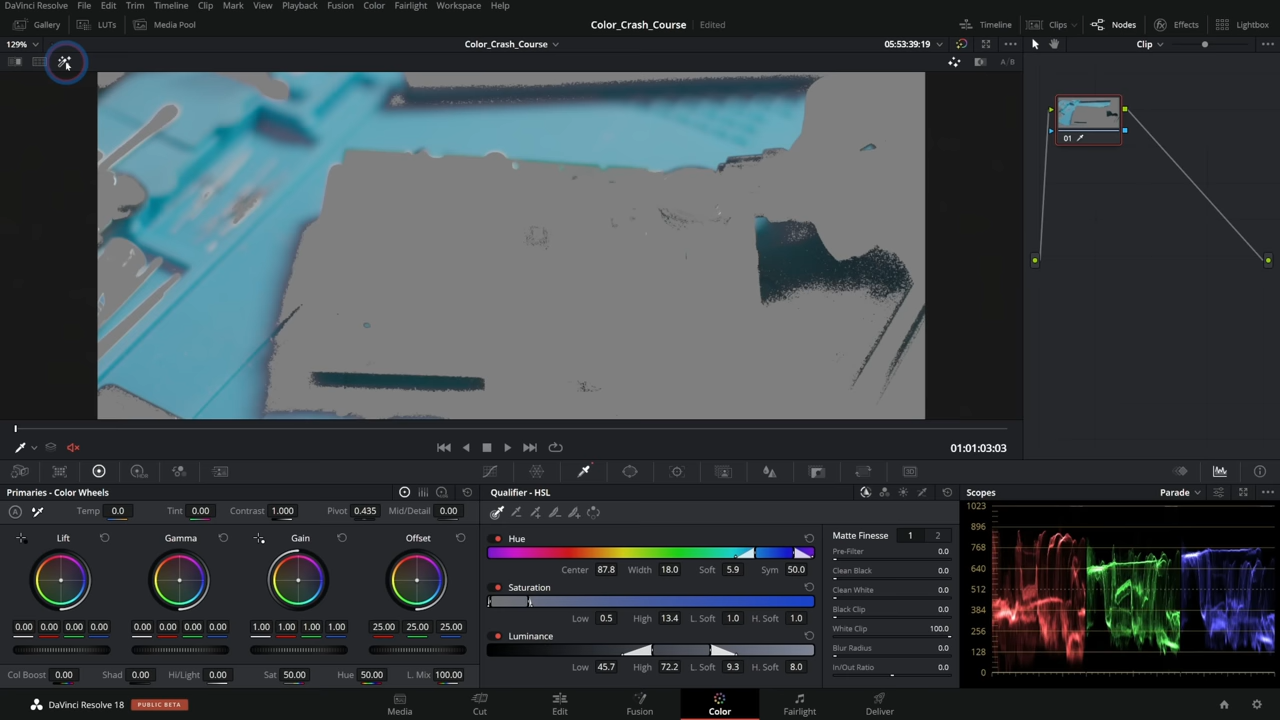 DaVinci Resolve File Edit Trim Timeline Clip Mark View Playback Fusion Color Fairlight Workspace Help
Gallery LUTs Media Pool Color_Crash_Course Edited Timeline Clips Nodes Effects Lightbox
129% Color_Crash_Course 05:53:39:19 Clip
A/B
01
01:01:03:03
Primaries - Color Wheels Qualifier - HSL Scopes Parade
Temp 0.0 Tint 0.00 Contrast 1.000 Pivot 0.435 Mid/Detail 0.00
Lift Gamma Gain Offset
0.00 0.00 0.00 0.00 0.00 0.00 0.00 0.00 1.00 1.00 1.00 1.00 25.00 25.00 25.00
Col Boost 0.00 Shad 0.00 Hi/Light 0.00 Sat 50.00 Hue 50.00 L. Mix 100.00
Hue
Center 87.8 Width 18.0 Soft 5.9 Sym 50.0
Saturation
Low 0.5 High 13.4 L. Soft 1.0 H. Soft 1.0
Luminance
Low 45.7 High 72.2 L. Soft 9.3 H. Soft 8.0
Matte Finesse 1 2
Pre-Filter 0.0
Clean Black 0.0
Clean White 0.0
Black Clip 0.0
White Clip 100.0
Blur Radius 0.0
In/Out Ratio 0.0
1023
896
768
640
512
384
256
128
0
DaVinci Resolve 18 PUBLIC BETA Media Cut Edit Fusion Color Fairlight Deliver